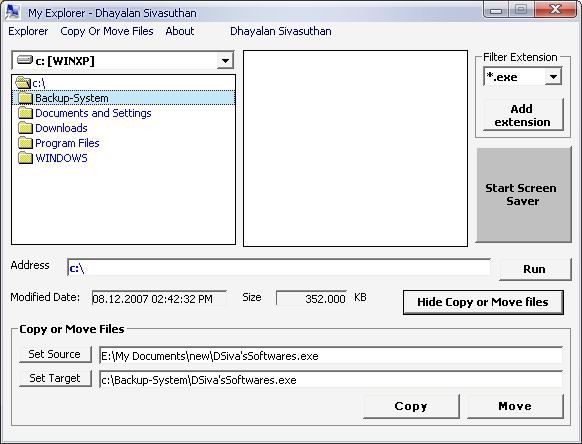 My Explorer - Dhayalan Sivasuthan
Explorer Copy Or Move Files About Dhayalan Sivasuthan
c: [WINXP]
c:\
Backup-System
Documents and Settings
Downloads
Program Files
WINDOWS
Filter Extension
*.exe
Add extension
Start Screen Saver
Address c:\ Run
Modified Date: 08.12.2007 02:42:32 PM Size 352.000 KB Hide Copy or Move files
Copy or Move Files
Set Source E:\My Documents\new\DSiva'sSoftwares.exe
Set Target c:\Backup-System\DSiva'sSoftwares.exe
Copy Move